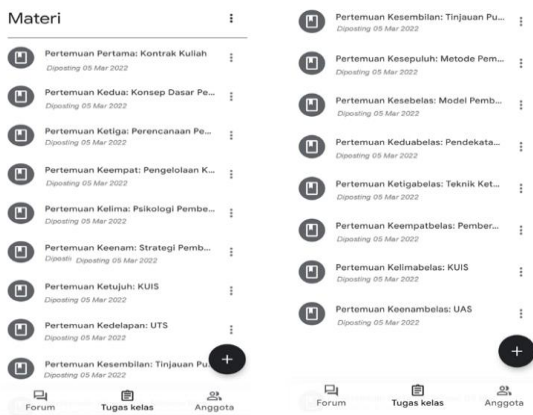 Materi
Pertemuan Pertama: Kontrak Kuliah
Diposting 05 Mar 2022
Pertemuan Kedua: Konsep Dasar Pe...
Diposting 05 Mar 2022
Pertemuan Ketiga: Perencanaan Pe...
Diposting 05 Mar 2022
Pertemuan Keempat: Pengelolaan K...
Diposting 05 Mar 2022
Pertemuan Kelima: Psikologi Pembe...
Diposting 05 Mar 2022
Pertemuan Keenam: Strategi Pemb...
Diposto Diposting 05 Mar 2022
Pertemuan Ketujuh: KUIS
Diposting 05 Mar 2022
Pertemuan Kedelapan: UTS
Diposting 05 Mar 2022
Pertemuan Kesembilan: Tinjauan Pu
Diposting 05 Mar 2022
Forum Tugas kelas Anggota
Pertemuan Kesembilan: Tinjauan Pu...
Diposting 05 Mar 2022
Pertemuan Kesepuluh: Metode Pem...
Diposting 05 Mar 2022
Pertemuan Kesebelas: Model Pemb...
Diposting 05 Mar 2022
Pertemuan Keduabelas: Pendekata...
Diposting 05 Mar 2022
Pertemuan Ketigabelas: Teknik Ket...
Diposting 05 Mar 2022
Pertemuan Keempatbelas: Pember...
Diposting 05 Mar 2022
Pertemuan Kelimabelas: KUIS
Diposting 05 Mar 2022
Pertemuan Keenambelas: UAS
Diposting 05 Mar 2022
Forum Tugas kelas Anggota